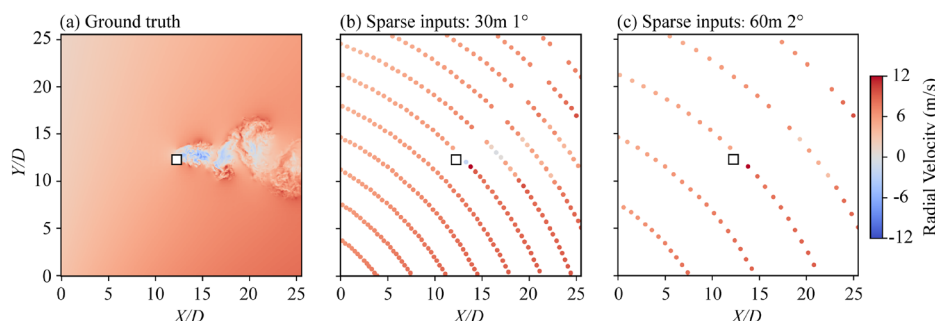 (a) Ground truth
(b) Sparse inputs: 30m 1°
(c) Sparse inputs: 60m 2°
25
20
15
10
5
0
Y/D
0 5 10 15 20 25
0 5 10 15 20 25
0 5 10 15 20 25
X/D
X/D
X/D
12
6
0
-6
-12
Radial Velocity (m/s)